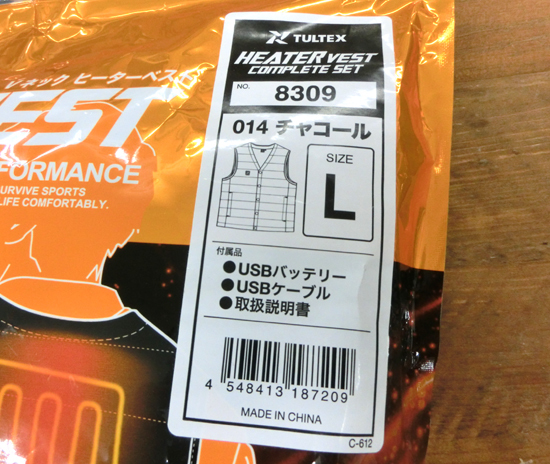 TULTEX
HEATER VEST
COMPLETE SET
NO.
8309
014 チャコール
SIZE
L
付属品
●USBバッテリー
●USBケーブル
●取扱説明書
4 548413 187209
MADE IN CHINA
C-612
ネック ヒーターベスト
EST
FORMANCE
SURVIVE SPORTS
LIFE COMFORTABLY.